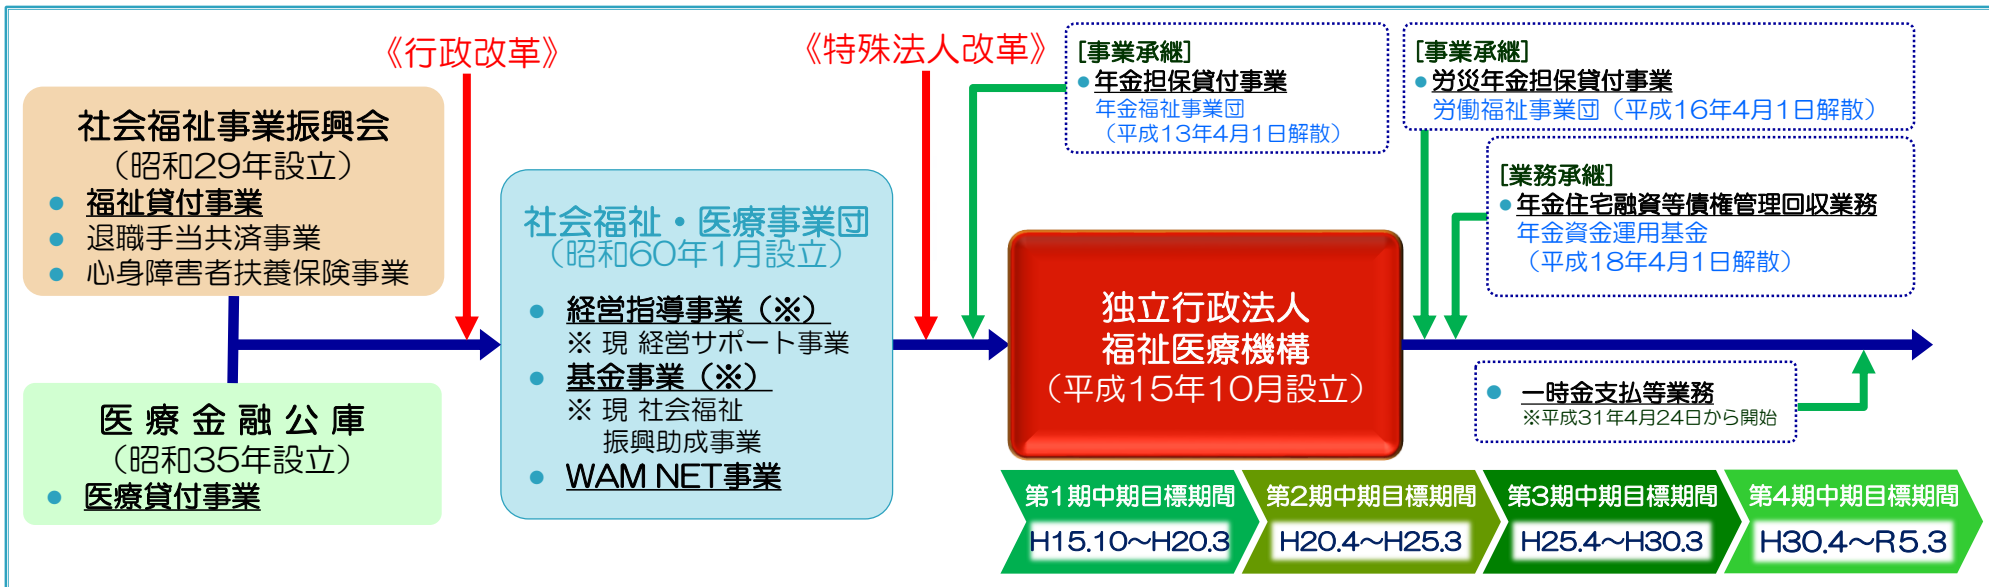 《行政改革》
《特殊法人改革》
社会福祉事業振興会
（昭和29年設立）
● 福祉貸付事業
● 退職手当共済事業
● 心身障害者扶養保険事業
医療金融公庫
（昭和35年設立）
● 医療貸付事業
社会福祉・医療事業団
（昭和60年1月設立）
● 経営指導事業（※）
※ 現 経営サポート事業
● 基金事業（※）
※ 現 社会福祉
振興助成事業
● WAM NET事業
[事業承継]
● 年金担保貸付事業
年金福祉事業団
（平成13年4月1日解散）
独立行政法人
福祉医療機構
（平成15年10月設立）
[事業承継]
● 労災年金担保貸付事業
労働福祉事業団（平成16年4月1日解散）
[業務承継]
● 年金住宅融資等債権管理回収業務
年金資金運用基金
（平成18年4月1日解散）
● 一時金支払等業務
※平成31年4月24日から開始
第1期中期目標期間
H15.10～H20.3
第2期中期目標期間
H20.4～H25.3
第3期中期目標期間
H25.4～H30.3
第4期中期目標期間
H30.4～R5.3